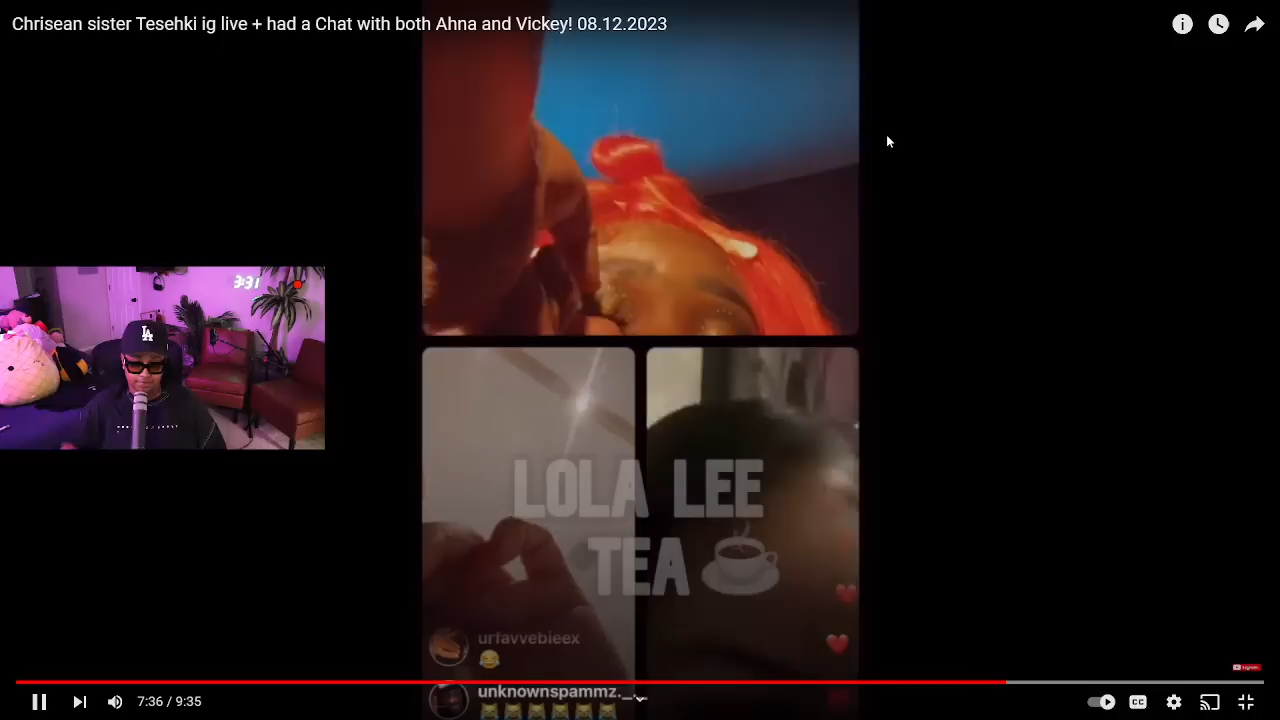 Chrisean sister Tesehki ig live + had a Chat with both Ahna and Vickey! 08.12.2023
3:31
LA
LOLA LEE
TEA
urfavvebieex
😂
unknownspammz._._
7:36 / 9:35
CC